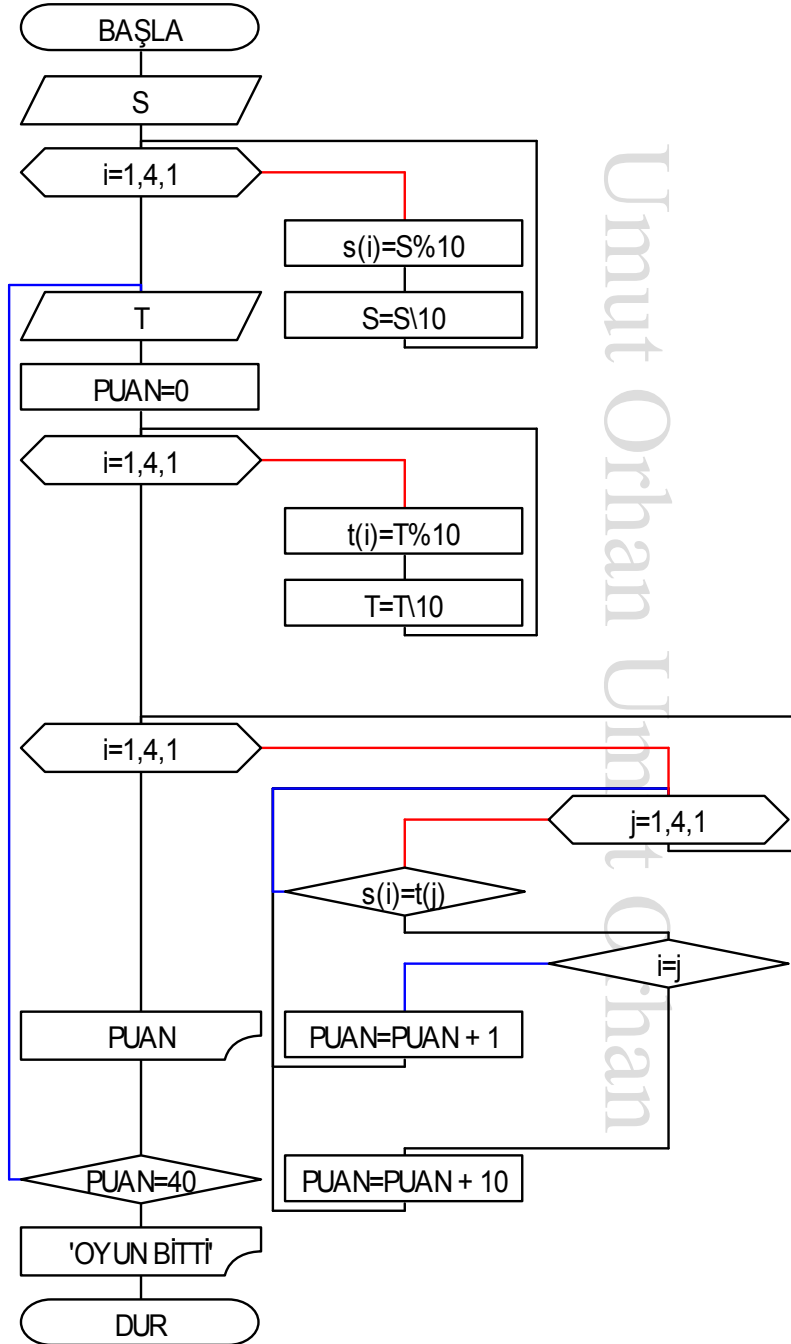 BAŞLA
S
i=1,4,1
s(i)=S%10
S=S\10
T
PUAN=0
i=1,4,1
t(i)=T%10
T=T\10
i=1,4,1
j=1,4,1
s(i)=t(j)
i=j
PUAN
PUAN=PUAN + 1
PUAN=40
PUAN=PUAN + 10
'OYUN BİTTİ'
DUR
Umut Orhan Umut Orhan